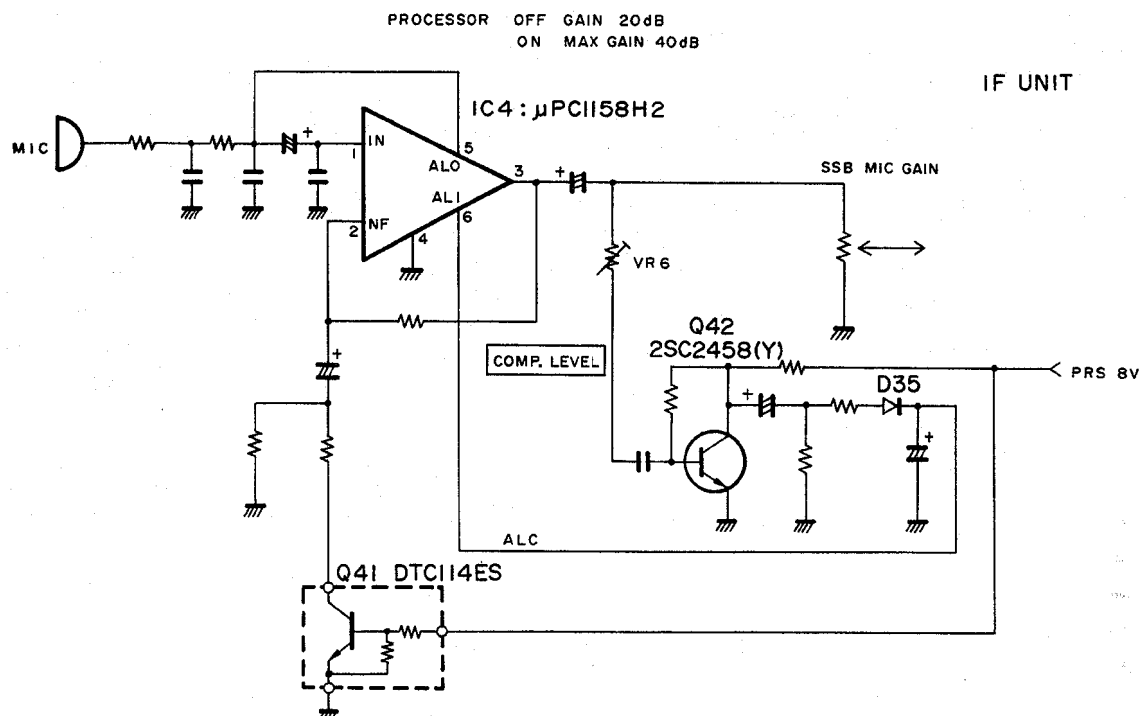 PROCESSOR OFF GAIN 20dB
ON MAX GAIN 40dB
IF UNIT
IC4 : μPC1158H2
MIC
+
IN
1
5
ALO
3
+
SSB MIC GAIN
ALI
6
NF
2
4
VR6
Q42
2SC2458(Y)
COMP. LEVEL
PRS 8V
+
D35
+
+
ALC
Q41 DTC114ES